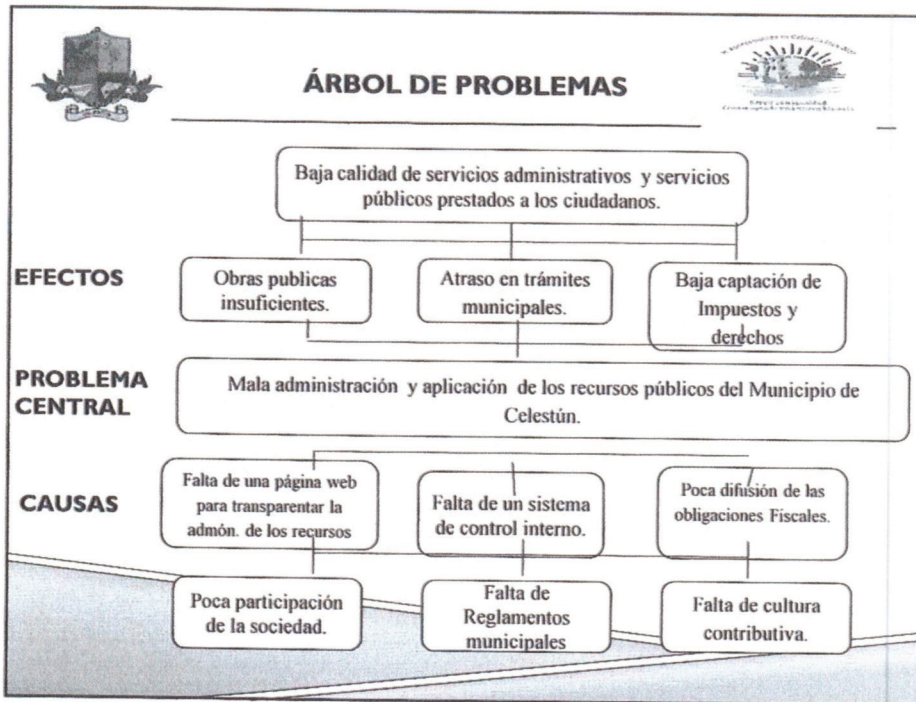 ÁRBOL DE PROBLEMAS
Baja calidad de servicios administrativos y servicios
públicos prestados a los ciudadanos.
EFECTOS
Obras publicas
insuficientes.
Atraso en trámites
municipales.
Baja captación de
Impuestos y
derechos
PROBLEMA
CENTRAL
Mala administración y aplicación de los recursos públicos del Municipio de
Celestún.
CAUSAS
Falta de una página web
para transparentar la
admón. de los recursos
Falta de un sistema
de control interno.
Poca difusión de las
obligaciones Fiscales.
Poca participación
de la sociedad.
Falta de
Reglamentos
municipales
Falta de cultura
contributiva.